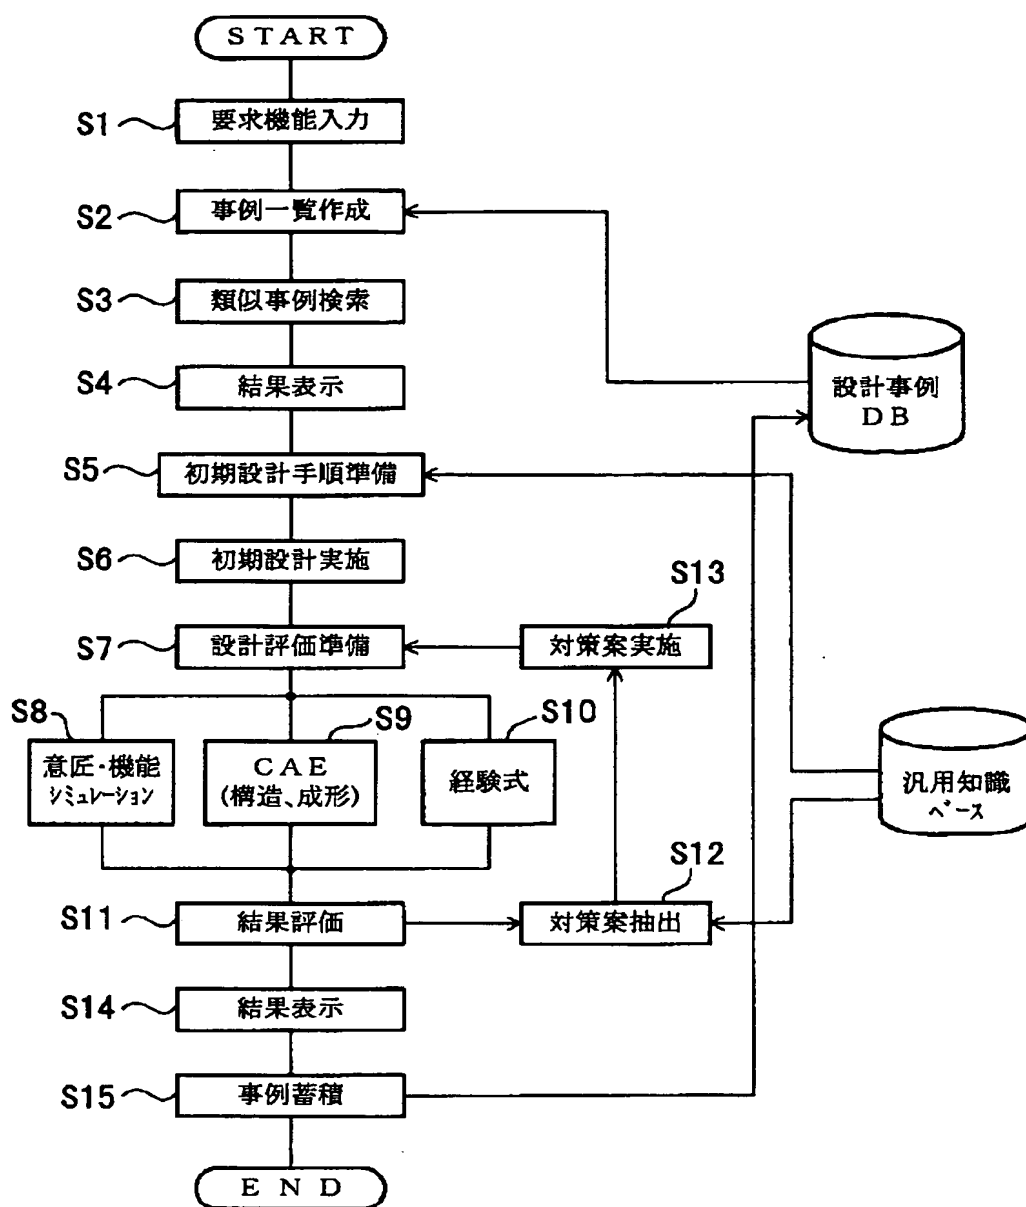 START
S1
要求機能入力
S2
事例一覧作成
S3
類似事例検索
S4
結果表示
設計事例
DB
S5
初期設計手順準備
S6
初期設計実施
S13
S7
設計評価準備
対策案実施
S8
S9
S10
意匠・機能
シミュレーション
CAE
(構造、成形)
経験式
汎用知識
ベース
S12
S11
結果評価
対策案抽出
S14
結果表示
S15
事例蓄積
END